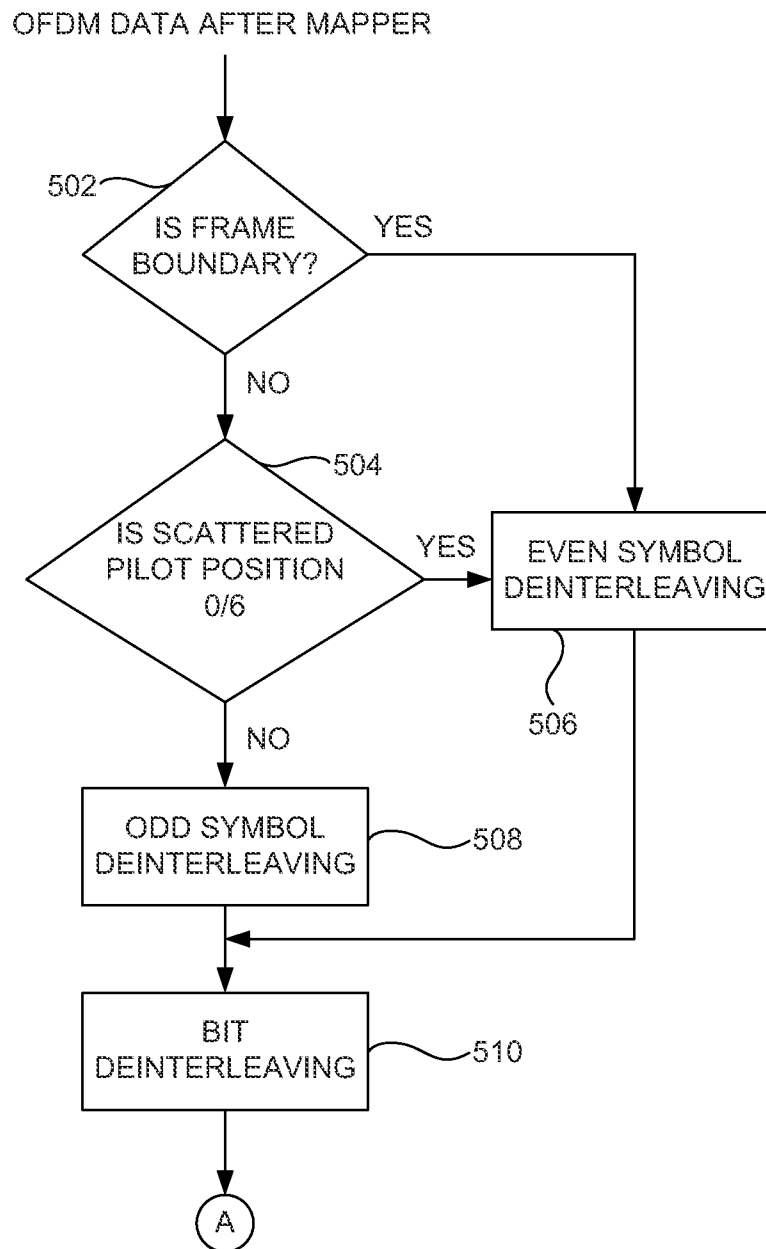 OFDM DATA AFTER MAPPER
502
IS FRAME
BOUNDARY?
YES
NO
504
IS SCATTERED
PILOT POSITION
0/6
YES
EVEN SYMBOL
DEINTERLEAVING
506
NO
ODD SYMBOL
DEINTERLEAVING
508
BIT
DEINTERLEAVING
510
A